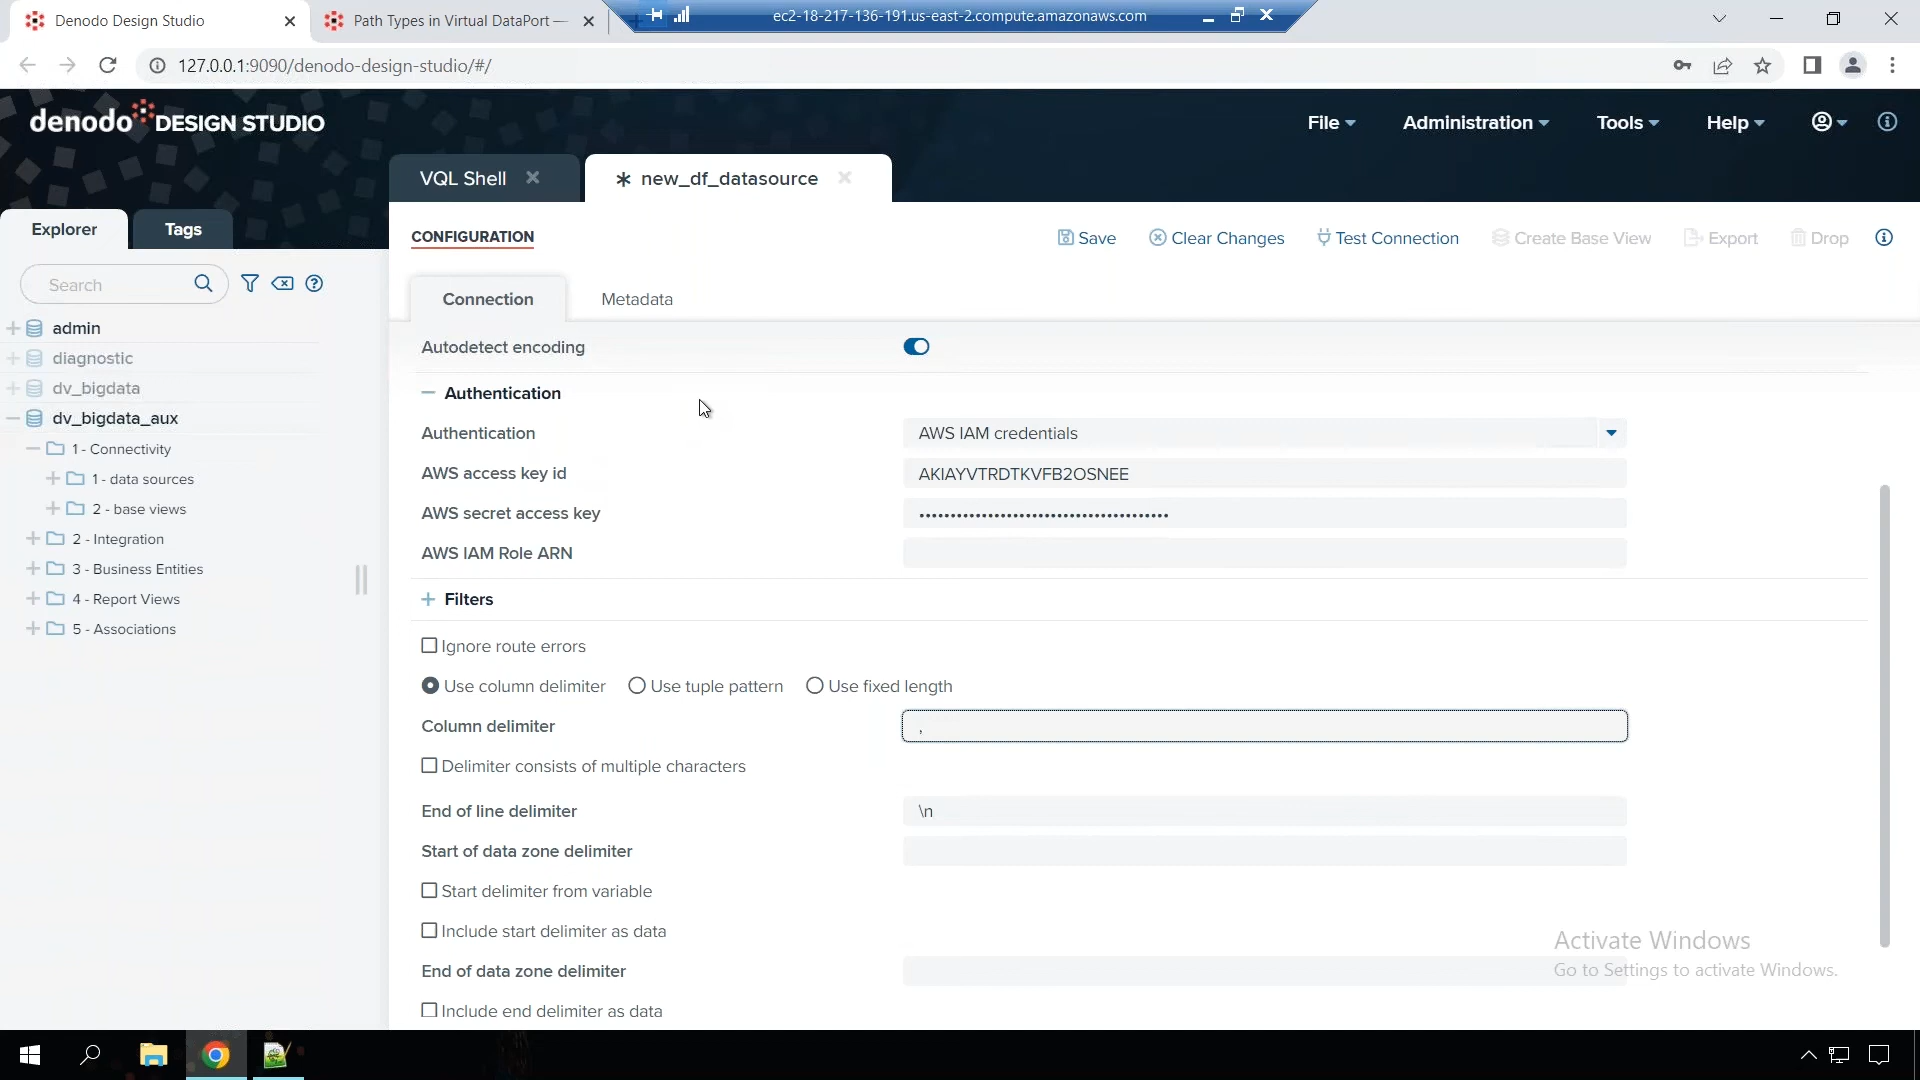 Denodo Design Studio
Path Types in Virtual DataPort —
ec2-18-217-136-191.us-east-2.compute.amazonaws.com
127.0.0.1:9090/denodo-design-studio/#/
denodo DESIGN STUDIO
File
Administration
Tools
Help
VQL Shell
* new_df_datasource
Explorer
Tags
CONFIGURATION
Save
Clear Changes
Test Connection
Create Base View
Export
Drop
Search
Connection
Metadata
admin
diagnostic
dv_bigdata
dv_bigdata_aux
1 - Connectivity
1 - data sources
2 - base views
2 - Integration
3 - Business Entities
4 - Report Views
5 - Associations
Autodetect encoding
Authentication
Authentication
AWS IAM credentials
AWS access key id
AKIAYVTRDTKVFB2OSNEE
AWS secret access key
••••••••••••••••••••••••••••••••••••••••
AWS IAM Role ARN
Filters
Ignore route errors
Use column delimiter
Use tuple pattern
Use fixed length
Column delimiter
,
Delimiter consists of multiple characters
End of line delimiter
\n
Start of data zone delimiter
Start delimiter from variable
Include start delimiter as data
End of data zone delimiter
Include end delimiter as data
Activate Windows
Go to Settings to activate Windows.